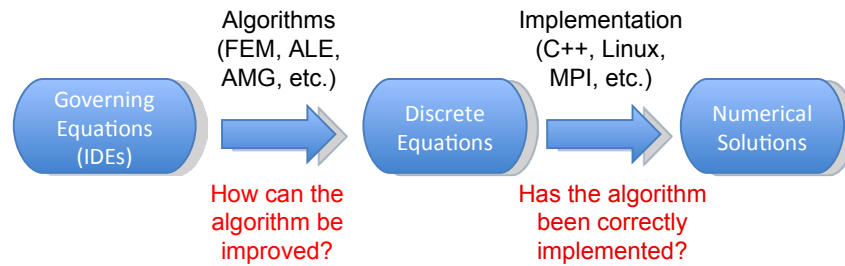 Algorithms
(FEM, ALE,
AMG, etc.)
Implementation
(C++, Linux,
MPI, etc.)
Governing
Equations
(IDEs)
Discrete
Equations
Numerical
Solutions
How can the
algorithm be
improved?
Has the algorithm
been correctly
implemented?